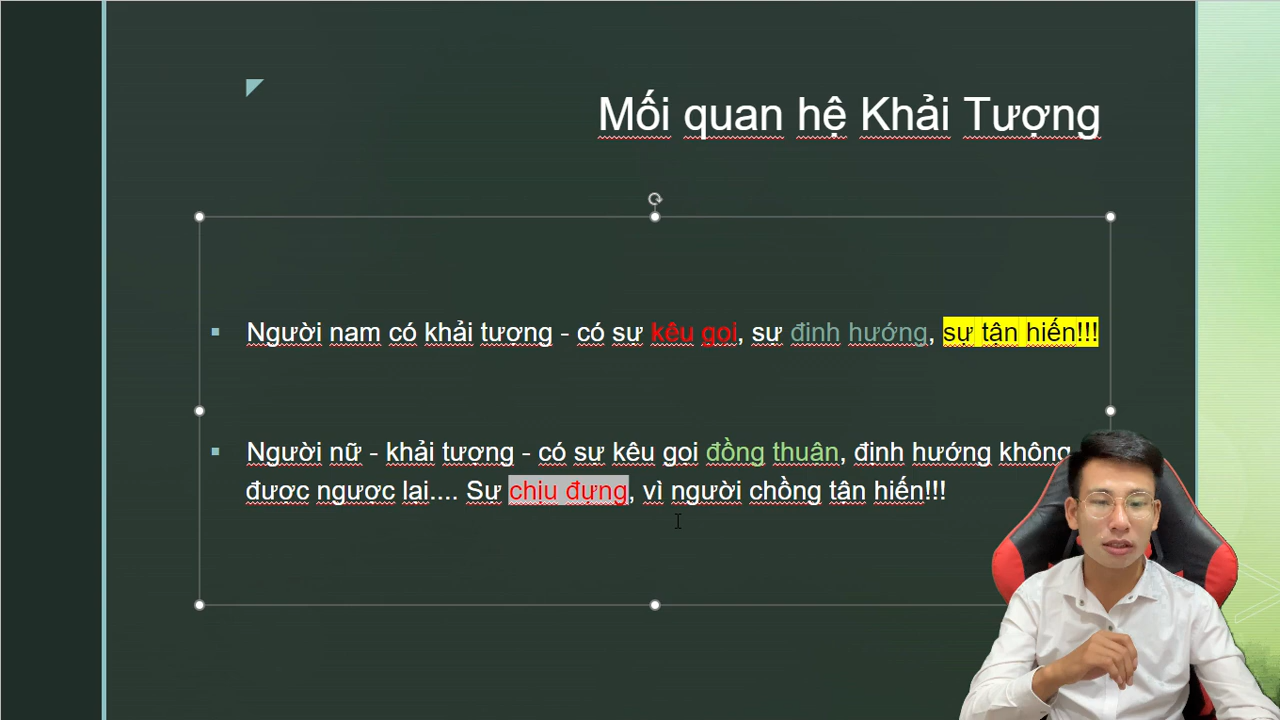 Mối quan hệ Khải Tượng
Người nam có khải tượng - có sự kêu gọi, sự định hướng, sự tận hiến!!!
Người nữ - khải tượng - có sự kêu gọi đồng thuận, định hướng không
được ngược lại.... Sự chịu đựng, vì người chồng tận hiến!!!